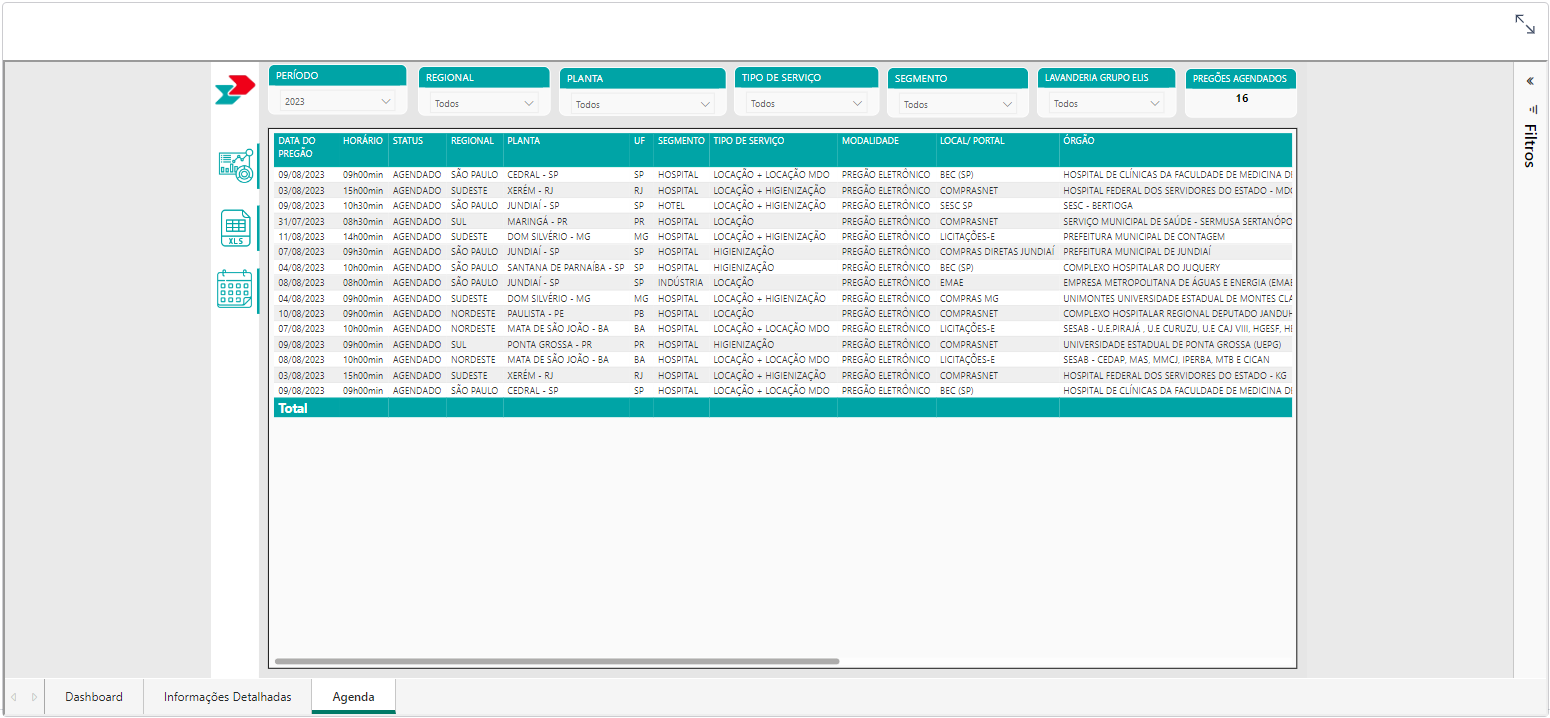 PERÍODO
2023
REGIONAL
Todos
PLANTA
Todos
TIPO DE SERVIÇO
Todos
SEGMENTO
Todos
LAVANDERIA GRUPO ELIS
Todos
PREGÕES AGENDADOS
16
Filtros
XLS
DATA DO PREGÃO HORÁRIO STATUS REGIONAL PLANTA UF SEGMENTO TIPO DE SERVIÇO MODALIDADE LOCAL/ PORTAL ÓRGÃO
09/08/2023 09h00min AGENDADO SÃO PAULO CEDRAL - SP SP HOSPITAL LOCAÇÃO + LOCAÇÃO MDO PREGÃO ELETRÔNICO BEC (SP) HOSPITAL DE CLÍNICAS DA FACULDADE DE MEDICINA DE
03/08/2023 15h00min AGENDADO SUDESTE XERÉM - RJ RJ HOSPITAL LOCAÇÃO + HIGIENIZAÇÃO PREGÃO ELETRÔNICO COMPRASNET HOSPITAL FEDERAL DOS SERVIDORES DO ESTADO - MDO
09/08/2023 10h30min AGENDADO SÃO PAULO JUNDIAÍ - SP SP HOTEL LOCAÇÃO + HIGIENIZAÇÃO PREGÃO ELETRÔNICO SESC SP SESC - BERTIOGA
31/07/2023 08h30min AGENDADO SUL MARINGÁ - PR PR HOSPITAL LOCAÇÃO PREGÃO ELETRÔNICO COMPRASNET SERVIÇO MUNICIPAL DE SAÚDE - SERMUSA SERTANÓPO
11/08/2023 14h00min AGENDADO SUDESTE DOM SILVÉRIO - MG MG HOSPITAL LOCAÇÃO + HIGIENIZAÇÃO PREGÃO ELETRÔNICO LICITAÇÕES-E PREFEITURA MUNICIPAL DE CONTAGEM
07/08/2023 09h30min AGENDADO SÃO PAULO JUNDIAÍ - SP SP HOSPITAL HIGIENIZAÇÃO PREGÃO ELETRÔNICO COMPRAS DIRETAS JUNDIAÍ PREFEITURA MUNICIPAL DE JUNDIAÍ
04/08/2023 10h00min AGENDADO SÃO PAULO SANTANA DE PARNAÍBA - SP SP HOSPITAL HIGIENIZAÇÃO PREGÃO ELETRÔNICO BEC (SP) COMPLEXO HOSPITALAR DO JUQUERY
08/08/2023 08h00min AGENDADO SÃO PAULO JUNDIAÍ - SP SP INDÚSTRIA LOCAÇÃO PREGÃO ELETRÔNICO EMAE EMPRESA METROPOLITANA DE ÁGUAS E ENERGIA (EMAE
04/08/2023 09h00min AGENDADO SUDESTE DOM SILVÉRIO - MG MG HOSPITAL LOCAÇÃO + HIGIENIZAÇÃO PREGÃO ELETRÔNICO COMPRAS MG UNIMONTES UNIVERSIDADE ESTADUAL DE MONTES CLA
10/08/2023 09h00min AGENDADO NORDESTE PAULISTA - PE PB HOSPITAL LOCAÇÃO PREGÃO ELETRÔNICO COMPRASNET COMPLEXO HOSPITALAR REGIONAL DEPUTADO JANDUH
07/08/2023 10h00min AGENDADO NORDESTE MATA DE SÃO JOÃO - BA BA HOSPITAL LOCAÇÃO + LOCAÇÃO MDO PREGÃO ELETRÔNICO LICITAÇÕES-E SESAB - U.E.PIRAJÁ , U.E CURUZU, U.E CAJ VIII, HGESF, HE
09/08/2023 09h00min AGENDADO SUL PONTA GROSSA - PR PR HOSPITAL HIGIENIZAÇÃO PREGÃO ELETRÔNICO COMPRASNET UNIVERSIDADE ESTADUAL DE PONTA GROSSA (UEPG)
08/08/2023 10h00min AGENDADO NORDESTE MATA DE SÃO JOÃO - BA BA HOSPITAL LOCAÇÃO + LOCAÇÃO MDO PREGÃO ELETRÔNICO LICITAÇÕES-E SESAB - CEDAP, MAS, MMCJ, IPERBA, MTB E CICAN
03/08/2023 15h00min AGENDADO SUDESTE XERÉM - RJ RJ HOSPITAL LOCAÇÃO + HIGIENIZAÇÃO PREGÃO ELETRÔNICO COMPRASNET HOSPITAL FEDERAL DOS SERVIDORES DO ESTADO - KG
09/08/2023 09h00min AGENDADO SÃO PAULO CEDRAL - SP SP HOSPITAL LOCAÇÃO + LOCAÇÃO MDO PREGÃO ELETRÔNICO BEC (SP) HOSPITAL DE CLÍNICAS DA FACULDADE DE MEDICINA DE
Total
Dashboard
Informações Detalhadas
Agenda